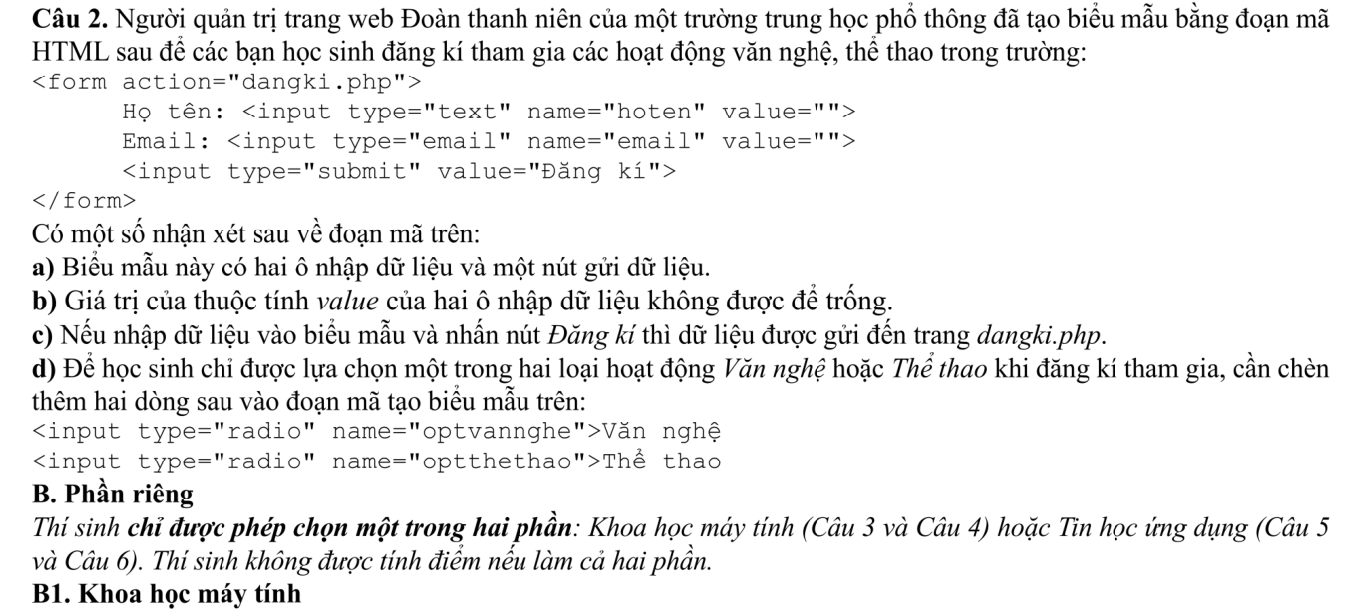 Câu 2. Người quản trị trang web Đoàn thanh niên của một trường trung học phổ thông đã tạo biểu mẫu bằng đoạn mã
HTML sau để các bạn học sinh đăng kí tham gia các hoạt động văn nghệ, thể thao trong trường:
<form action="dangki.php">
Họ tên: <input type="text" name="hoten" value="">
Email: <input type="email" name="email" value="">
<input type="submit" value="Đăng kí">
</form>
Có một số nhận xét sau về đoạn mã trên:
a) Biểu mẫu này có hai ô nhập dữ liệu và một nút gửi dữ liệu.
b) Giá trị của thuộc tính value của hai ô nhập dữ liệu không được để trống.
c) Nếu nhập dữ liệu vào biểu mẫu và nhấn nút Đăng kí thì dữ liệu được gửi đến trang dangki.php.
d) Để học sinh chỉ được lựa chọn một trong hai loại hoạt động Văn nghệ hoặc Thể thao khi đăng kí tham gia, cần chèn
thêm hai dòng sau vào đoạn mã tạo biểu mẫu trên:
<input type="radio" name="optvannghe">Văn nghệ
<input type="radio" name="optthethao">Thể thao
B. Phần riêng
Thí sinh chỉ được phép chọn một trong hai phần: Khoa học máy tính (Câu 3 và Câu 4) hoặc Tin học ứng dụng (Câu 5
và Câu 6). Thí sinh không được tính điểm nếu làm cả hai phần.
B1. Khoa học máy tính